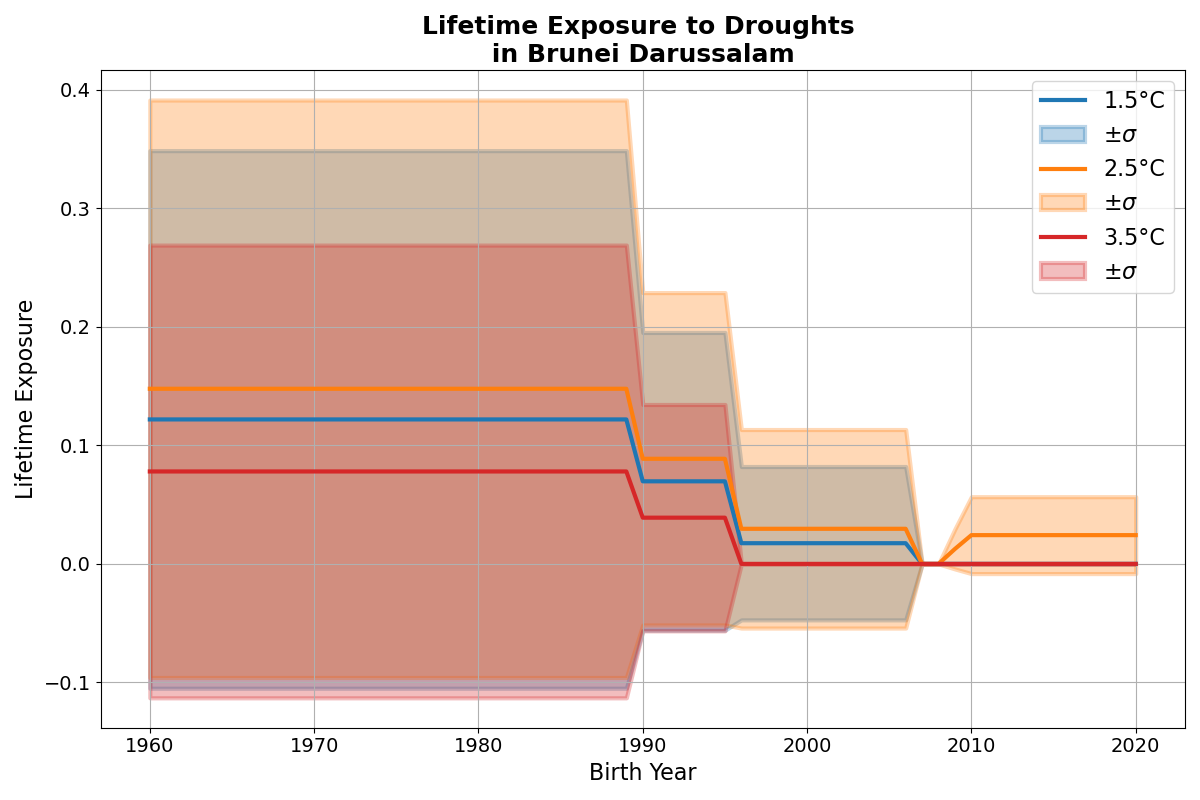 Lifetime Exposure to Droughts
in Brunei Darussalam
0.4
0.3
0.2
0.1
0.0
−0.1
Lifetime Exposure
1960
1970
1980
1990
2000
2010
2020
Birth Year
1.5°C
±σ
2.5°C
±σ
3.5°C
±σ